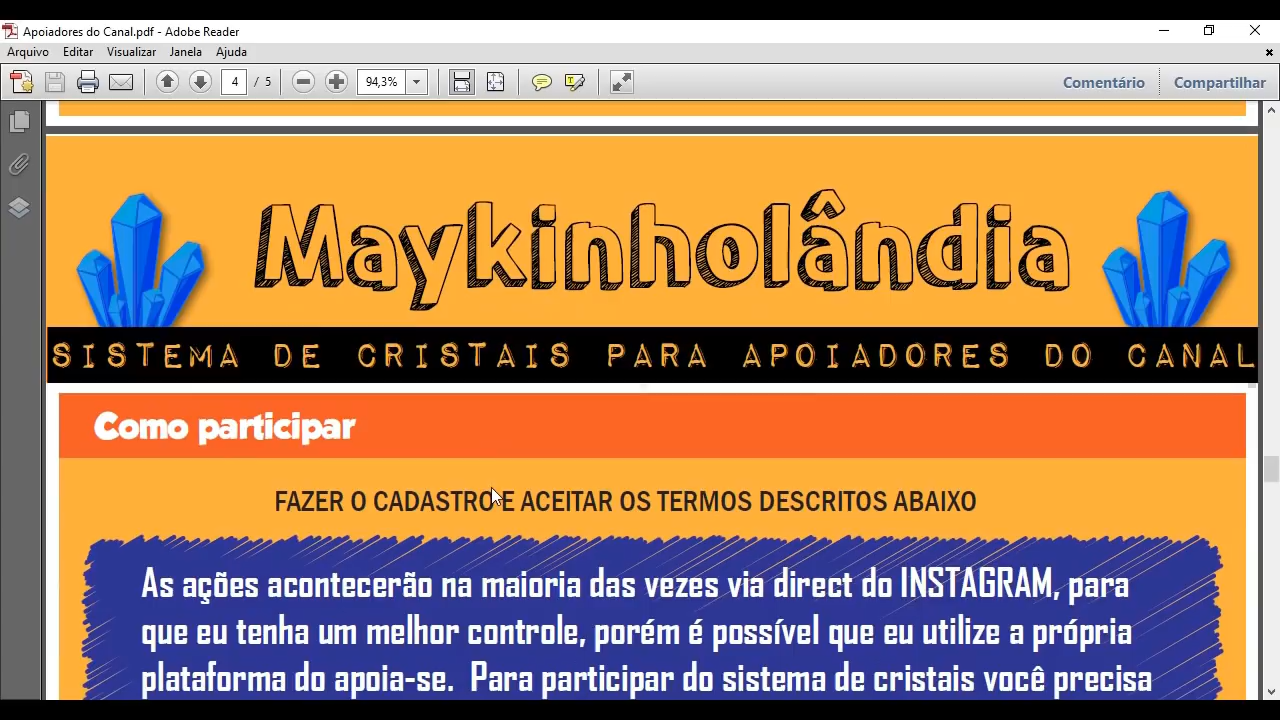 Apoiadores do Canal.pdf - Adobe Reader
Arquivo Editar Visualizar Janela Ajuda
4 / 5 94,3% Comentário Compartilhar
Maykinholândia
SISTEMA DE CRISTAIS PARA APOIADORES DO CANAL
Como participar
FAZER O CADASTRO E ACEITAR OS TERMOS DESCRITOS ABAIXO
As ações acontecerão na maioria das vezes via direct do INSTAGRAM, para
que eu tenha um melhor controle, porém é possível que eu utilize a própria
plataforma do apoia-se. Para participar do sistema de cristais você precisa